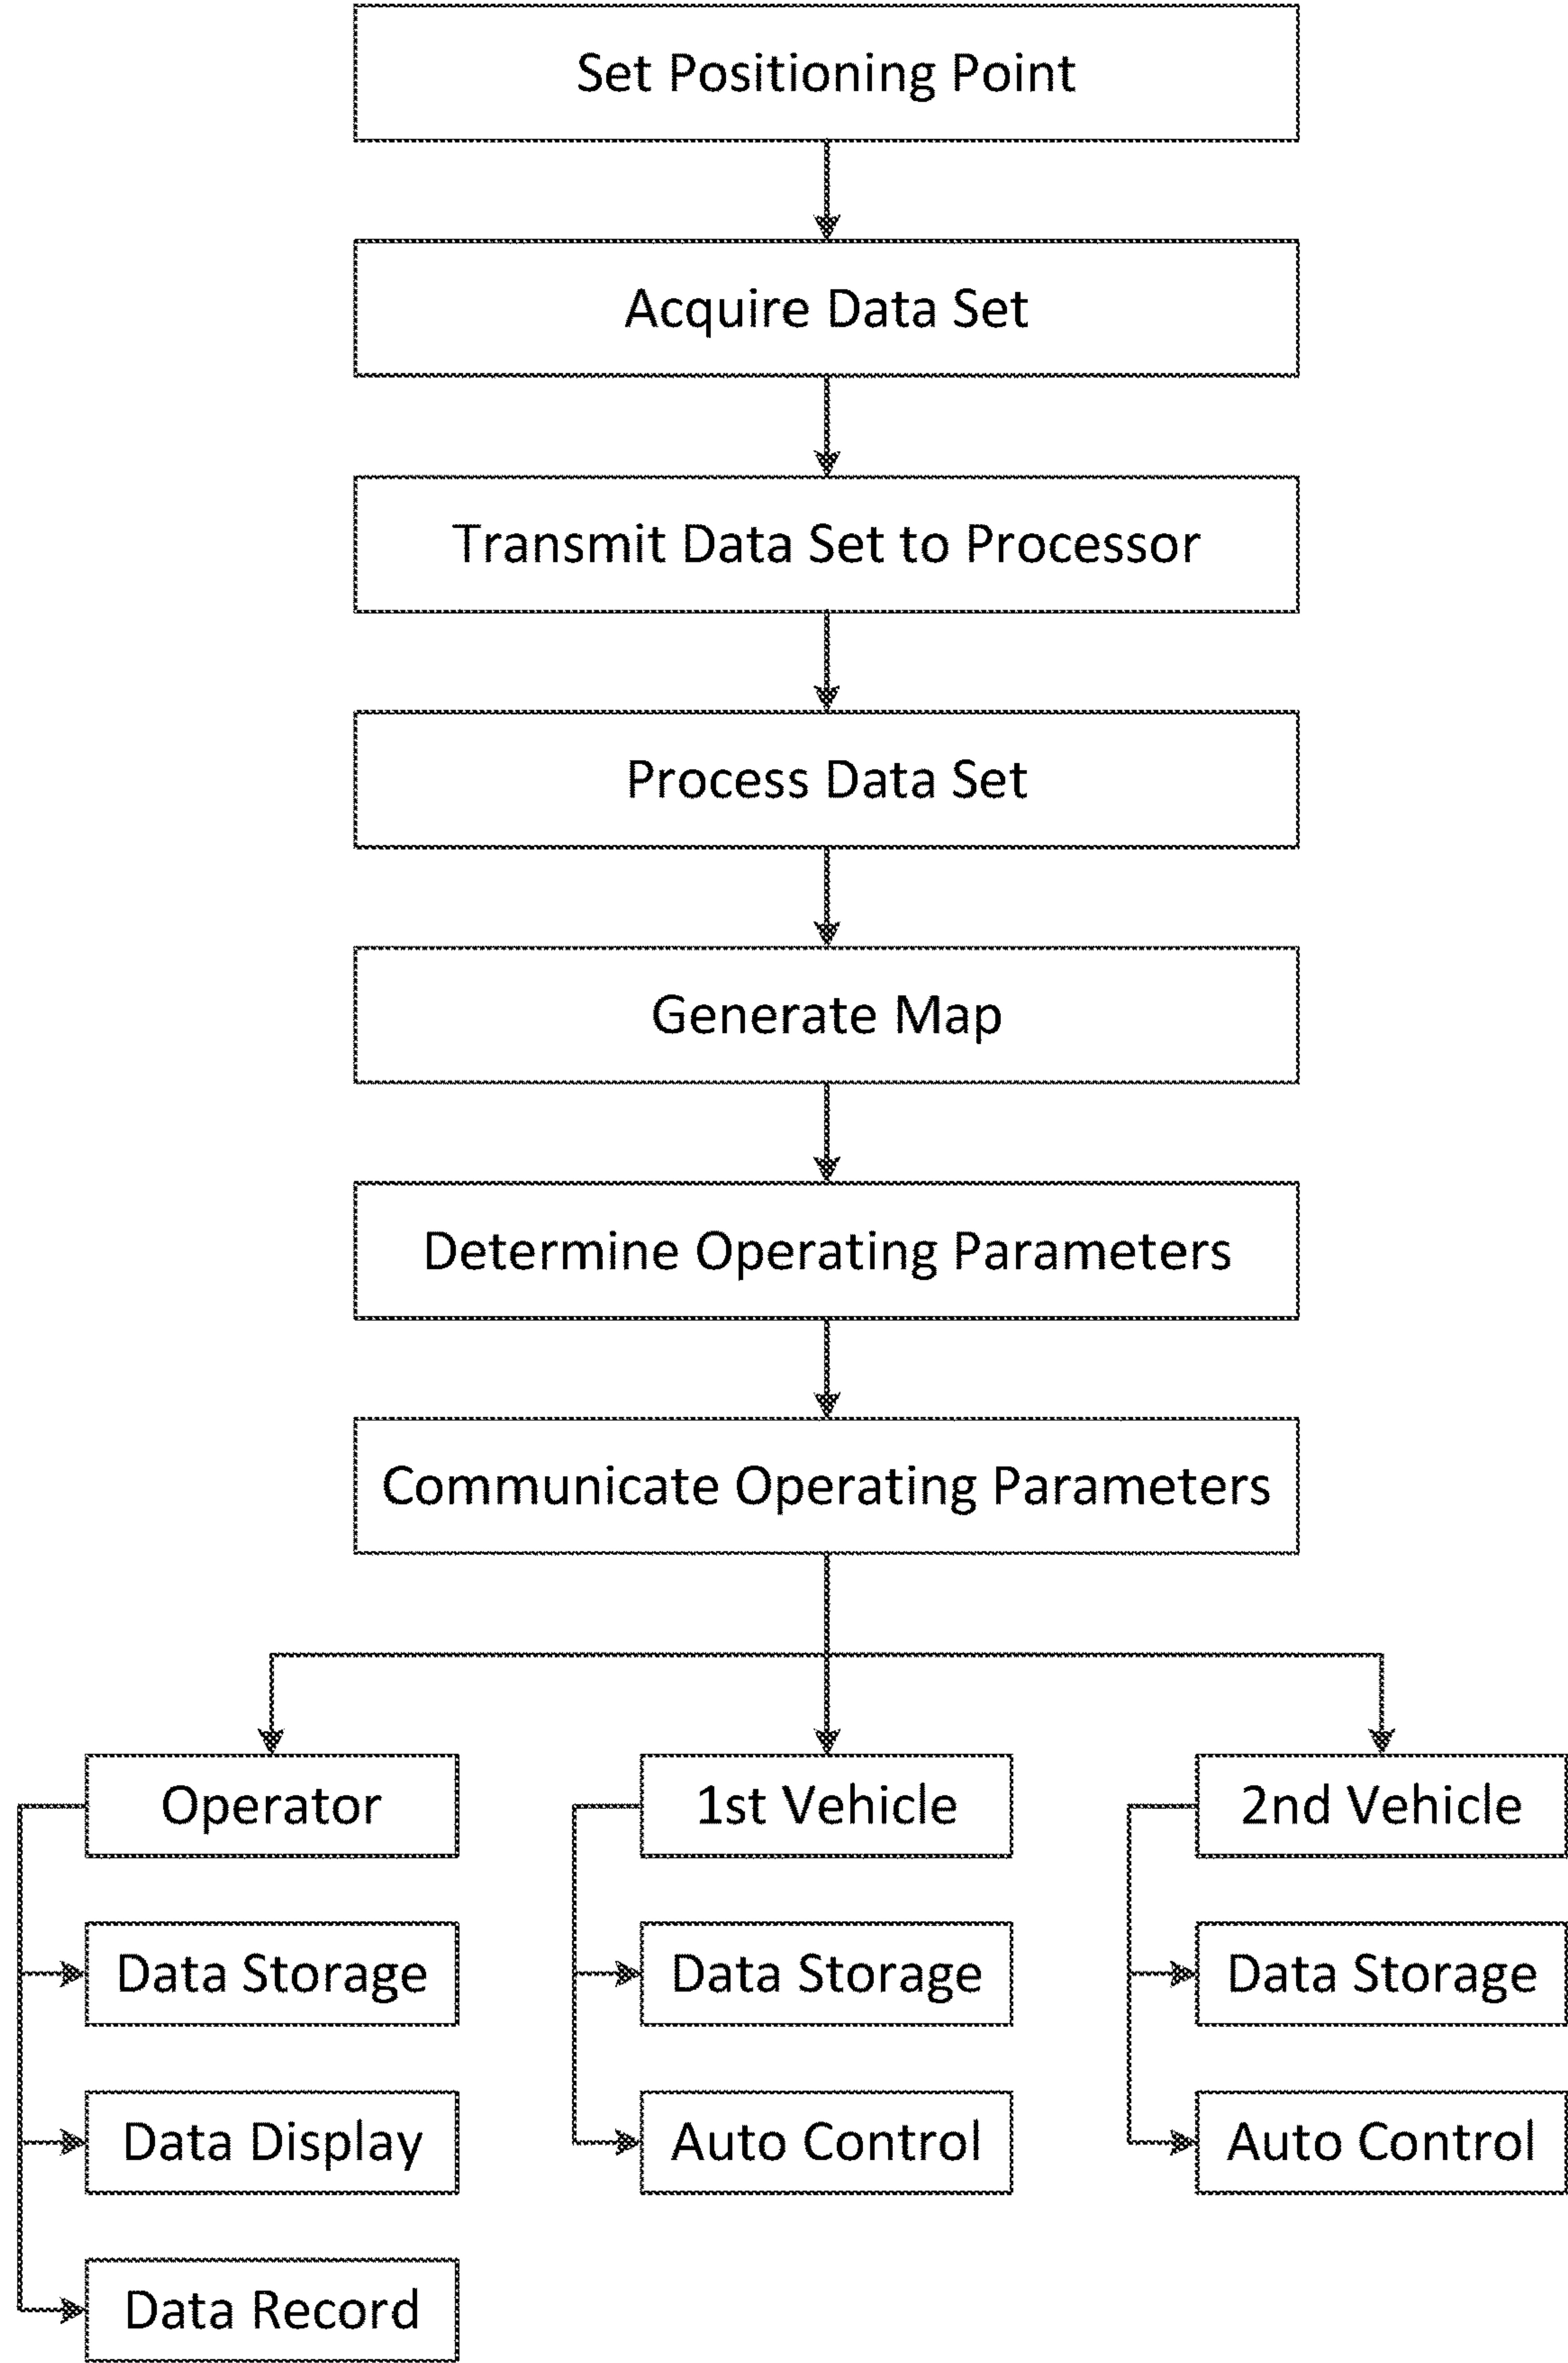 Set Positioning Point
Acquire Data Set
Transmit Data Set to Processor
Process Data Set
Generate Map
Determine Operating Parameters
Communicate Operating Parameters
Operator
1st Vehicle
2nd Vehicle
Data Storage
Data Storage
Data Storage
Data Display
Auto Control
Auto Control
Data Record